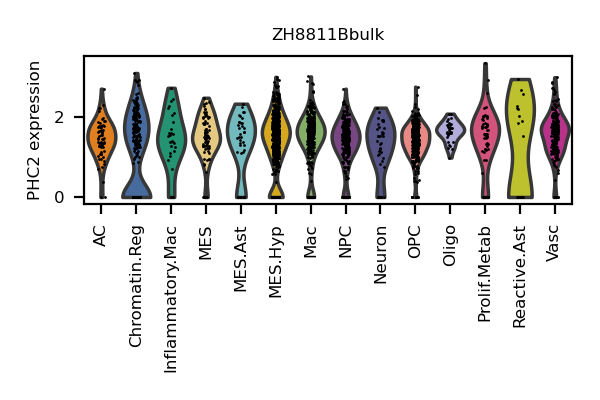 ZH8811Bbulk
PHC2 expression
2
0
AC
Chromatin.Reg
Inflammatory.Mac
MES
MES.Ast
MES.Hyp
Mac
NPC
Neuron
OPC
Oligo
Prolif.Metab
Reactive.Ast
Vasc